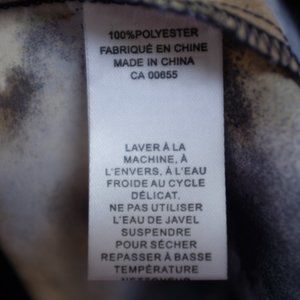 100%POLYESTER
FABRIQUÉ EN CHINE
MADE IN CHINA
CA 00655
LAVER À LA
MACHINE, À
L'ENVERS, À L'EAU
FROIDE AU CYCLE
DÉLICAT,
NE PAS UTILISER
L'EAU DE JAVEL
SUSPENDRE
POUR SÉCHER
REPASSER À BASSE
TEMPÉRATURE